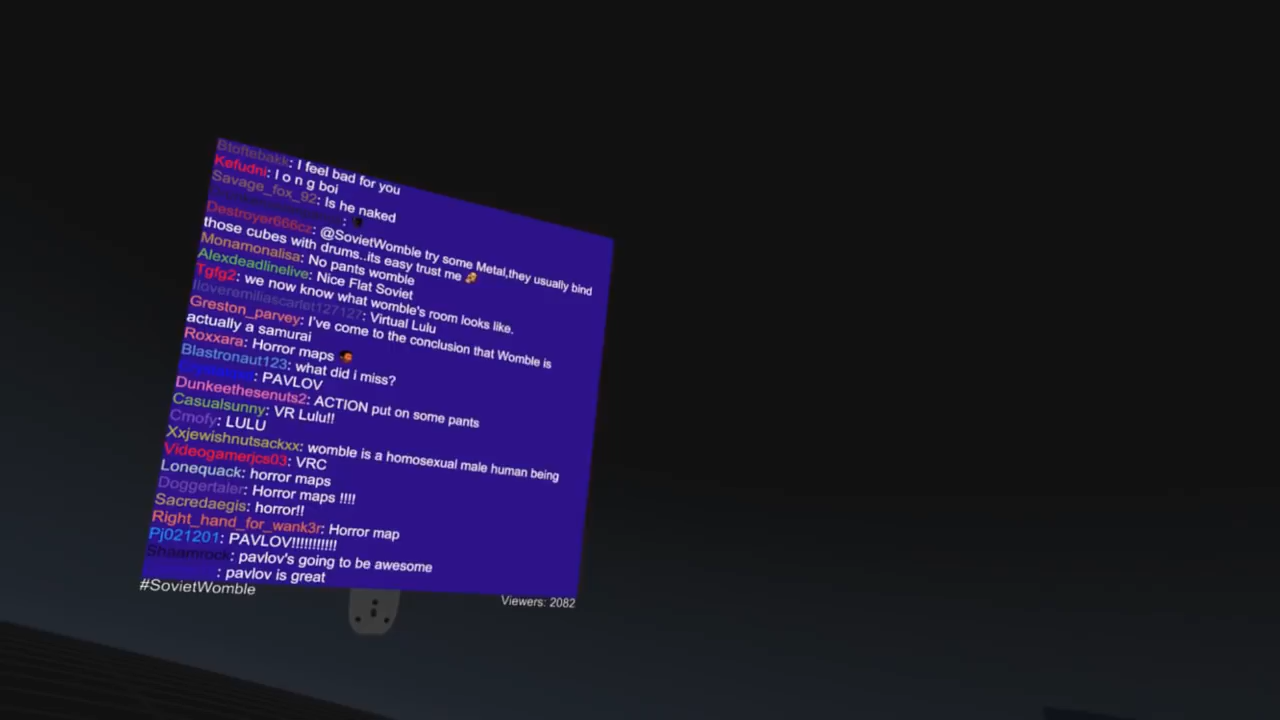 Btoftebakk: I feel bad for you
Kefudni: l o n g boi
Savage_fox_92: Is he naked
:
Destroyer666cz: @SovietWomble try some Metal,they usually bind
those cubes with drums..its easy trust me
Monamonalisa: No pants womble
Alexdeadlinelive: Nice Flat Soviet
Tgfg2: we now know what womble's room looks like.
Iloveremiliascarlet127127: Virtual Lulu
Greston_parvey: I've come to the conclusion that Womble is
actually a samurai
Roxxara: Horror maps
Blastronaut123: what did i miss?
: PAVLOV
Dunkeethesenuts2: ACTION put on some pants
Casualsunny: VR Lulu!!
Cmofy: LULU
Xxjewishnutsackxx: womble is a homosexual male human being
Videogamerjcs03: VRC
Lonequack: horror maps
Doggertaler: Horror maps !!!!
Sacredaegis: horror!!
Right_hand_for_wank3r: Horror map
Pj021201: PAVLOV!!!!!!!!!!!
Shaamrock: pavlov's going to be awesome
: pavlov is great
#SovietWomble
Viewers: 2082